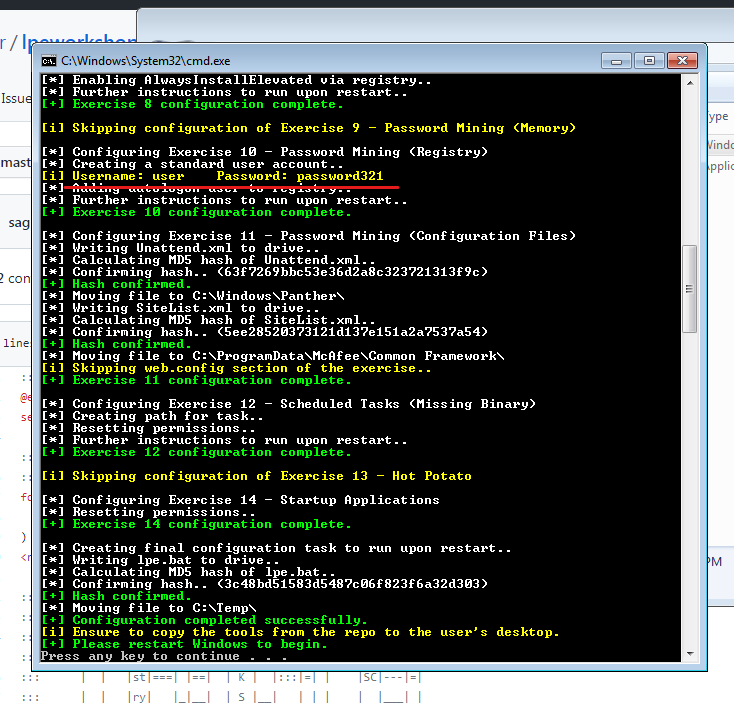 r / lpeworkshop
C:\Windows\System32\cmd.exe
[*] Enabling AlwaysInstallElevated via registry..
[*] Further instructions to run upon restart..
[+] Exercise 8 configuration complete.
[i] Skipping configuration of Exercise 9 - Password Mining (Memory)
[*] Configuring Exercise 10 - Password Mining (Registry)
[*] Creating a standard user account..
[i] Username: user    Password: password321
[*] Adding autologon user to registry..
[*] Further instructions to run upon restart..
[+] Exercise 10 configuration complete.
[*] Configuring Exercise 11 - Password Mining (Configuration Files)
[*] Writing Unattend.xml to drive..
[*] Calculating MD5 hash of Unattend.xml..
[*] Confirming hash.. (63f7269bbc53e36d2a8c323721313f9c)
[+] Hash confirmed.
[*] Moving file to C:\Windows\Panther\
[*] Writing SiteList.xml to drive..
[*] Calculating MD5 hash of SiteList.xml..
[*] Confirming hash.. (5ee28520373121d137e151a2a7537a54)
[+] Hash confirmed.
[*] Moving file to C:\ProgramData\McAfee\Common Framework\
[i] Skipping web.config section of the exercise..
[+] Exercise 11 configuration complete.
[*] Configuring Exercise 12 - Scheduled Tasks (Missing Binary)
[*] Creating path for task..
[*] Resetting permissions..
[*] Further instructions to run upon restart..
[+] Exercise 12 configuration complete.
[i] Skipping configuration of Exercise 13 - Hot Potato
[*] Configuring Exercise 14 - Startup Applications
[*] Resetting permissions..
[+] Exercise 14 configuration complete.
[*] Creating final configuration task to run upon restart..
[*] Writing lpe.bat to drive..
[*] Calculating MD5 hash of lpe.bat..
[*] Confirming hash.. (3c48bd51583d5487c06f823f6a32d303)
[+] Hash confirmed.
[*] Moving file to C:\Temp\
[+] Configuration completed successfully.
[i] Ensure to copy the tools from the repo to the user's desktop.
[+] Please restart Windows to begin.
Press any key to continue . . .
Issue
mast
sag
2 con
lines
::
@e
se
::
::
fo
)
<r
::
::
::
::
:::      |  |   |st|===| |==|  | K |  |:::|=| |    |SC|---|=|
:::      |  |   |ry|   |_|__|  | S |__|   | | |    |  |___| |
ype
Windo
pplic
PM